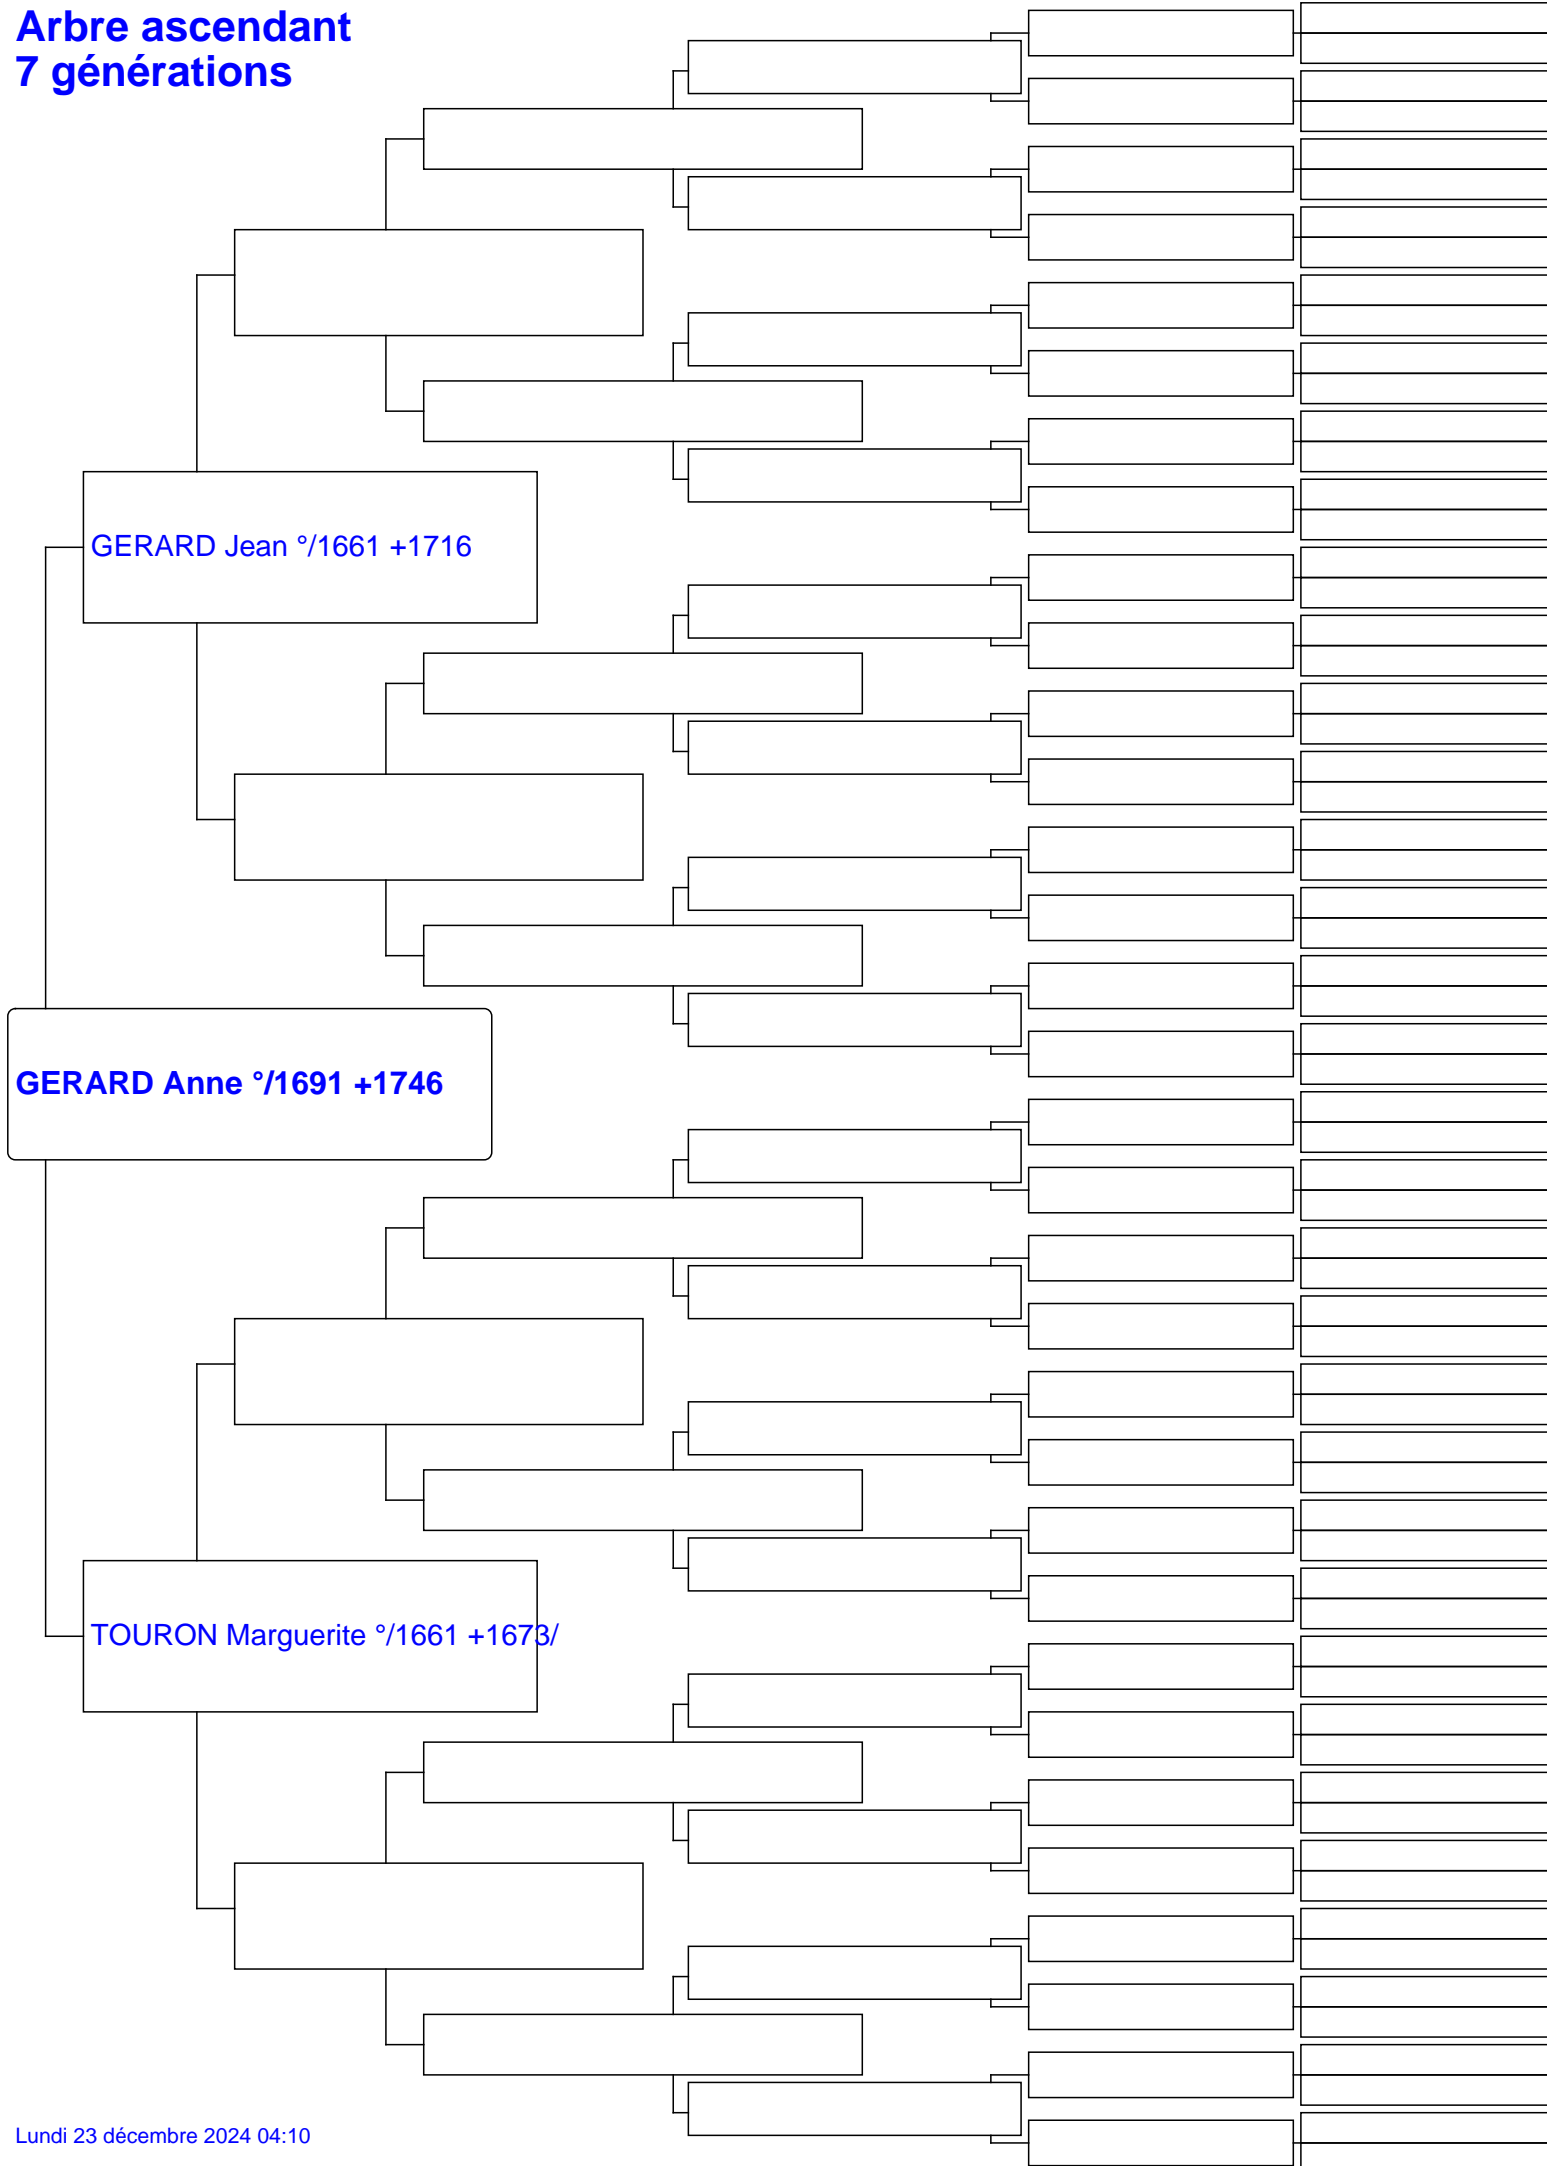 Arbre ascendant
7 générations
GERARD Jean °/1661 +1716
GERARD Anne °/1691 +1746
TOURON Marguerite °/1661 +1673/
Lundi 23 décembre 2024 04:10